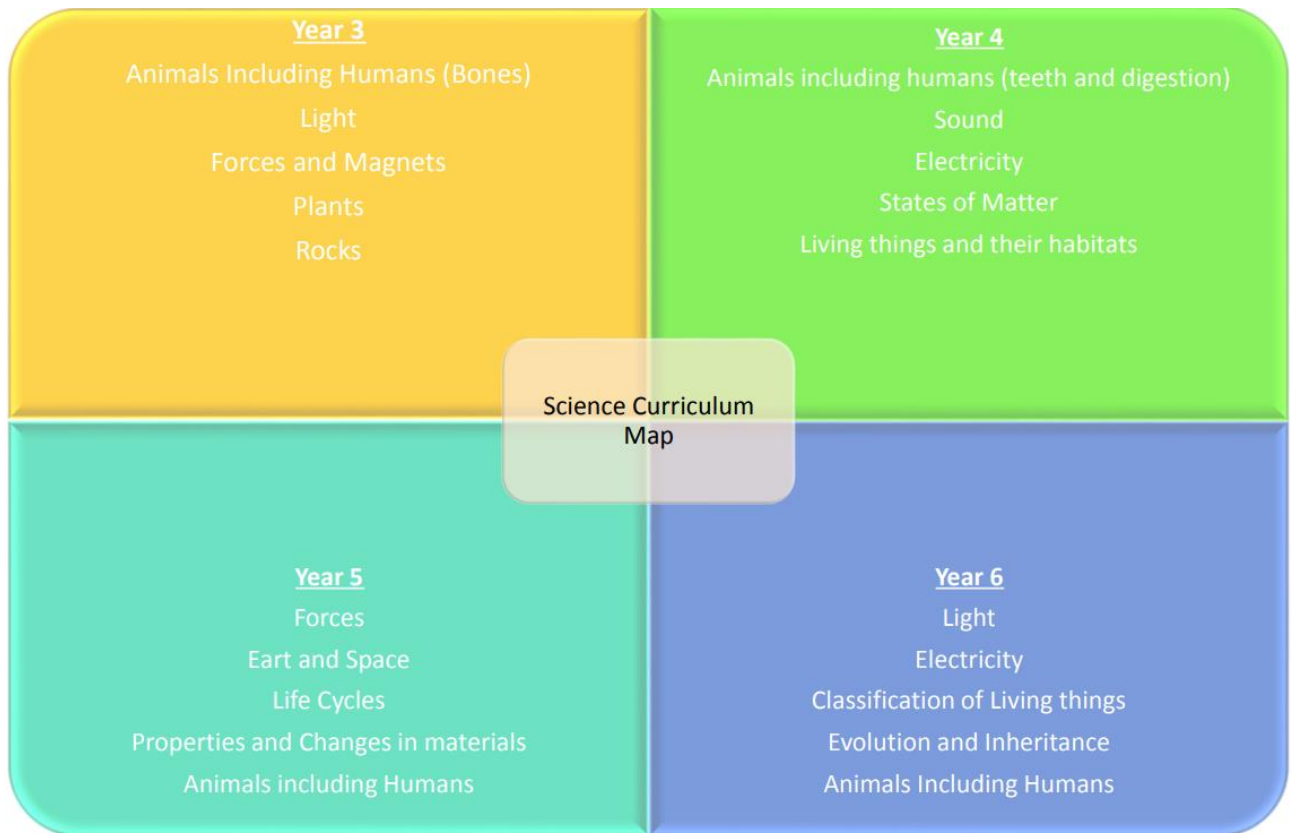 Year 3
Animals Including Humans (Bones)
Light
Forces and Magnets
Plants
Rocks
Year 4
Animals including humans (teeth and digestion)
Sound
Electricity
States of Matter
Living things and their habitats
Science Curriculum
Map
Year 5
Forces
Eart and Space
Life Cycles
Properties and Changes in materials
Animals including Humans
Year 6
Light
Electricity
Classification of Living things
Evolution and Inheritance
Animals Including Humans